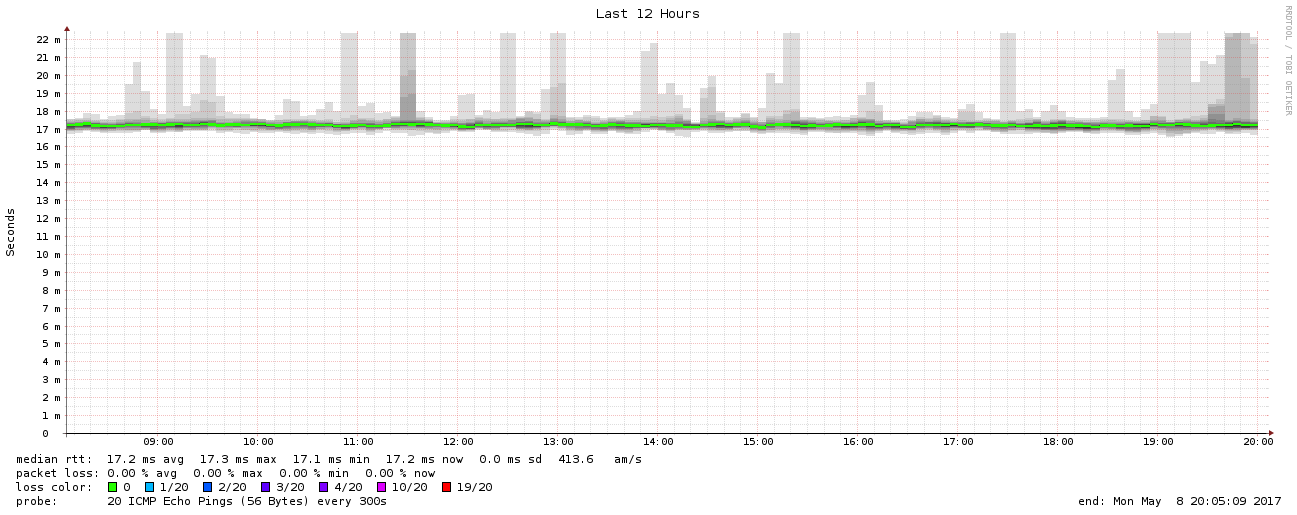 Last 12 Hours
RRDTOOL / TOBI OETIKER
Seconds
22 m
21 m
20 m
19 m
18 m
17 m
16 m
15 m
14 m
13 m
12 m
11 m
10 m
9 m
8 m
7 m
6 m
5 m
4 m
3 m
2 m
1 m
0
09:00 10:00 11:00 12:00 13:00 14:00 15:00 16:00 17:00 18:00 19:00 20:00
median rtt: 17.2 ms avg 17.3 ms max 17.1 ms min 17.2 ms now 0.0 ms sd 413.6 am/s
packet loss: 0.00 % avg 0.00 % max 0.00 % min 0.00 % now
loss color: 0 1/20 2/20 3/20 4/20 10/20 19/20
probe: 20 ICMP Echo Pings (56 Bytes) every 300s end: Mon May 8 20:05:09 2017